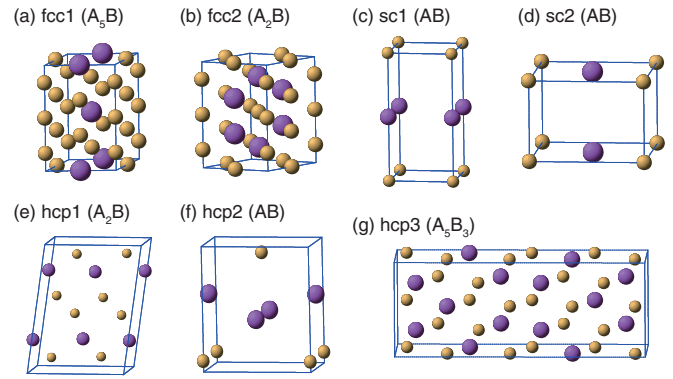 (a) fcc1 (A₅B)
(b) fcc2 (A₂B)
(c) sc1 (AB)
(d) sc2 (AB)
(e) hcp1 (A₂B)
(f) hcp2 (AB)
(g) hcp3 (A₅B₃)